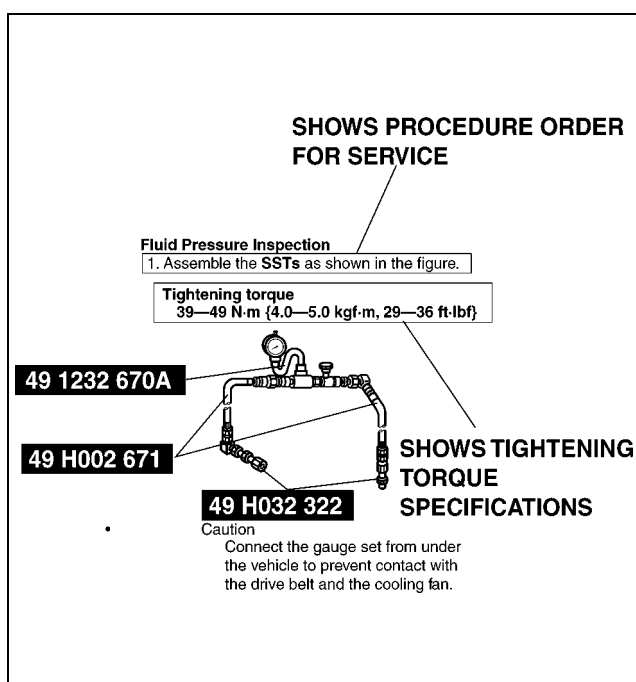 SHOWS PROCEDURE ORDER
FOR SERVICE
Fluid Pressure Inspection
1. Assemble the SSTs as shown in the figure.
Tightening torque
39—49 N·m {4.0—5.0 kgf·m, 29—36 ft·lbf}
49 1232 670A
49 H002 671
49 H032 322
SHOWS TIGHTENING
TORQUE
SPECIFICATIONS
Caution
Connect the gauge set from under
the vehicle to prevent contact with
the drive belt and the cooling fan.